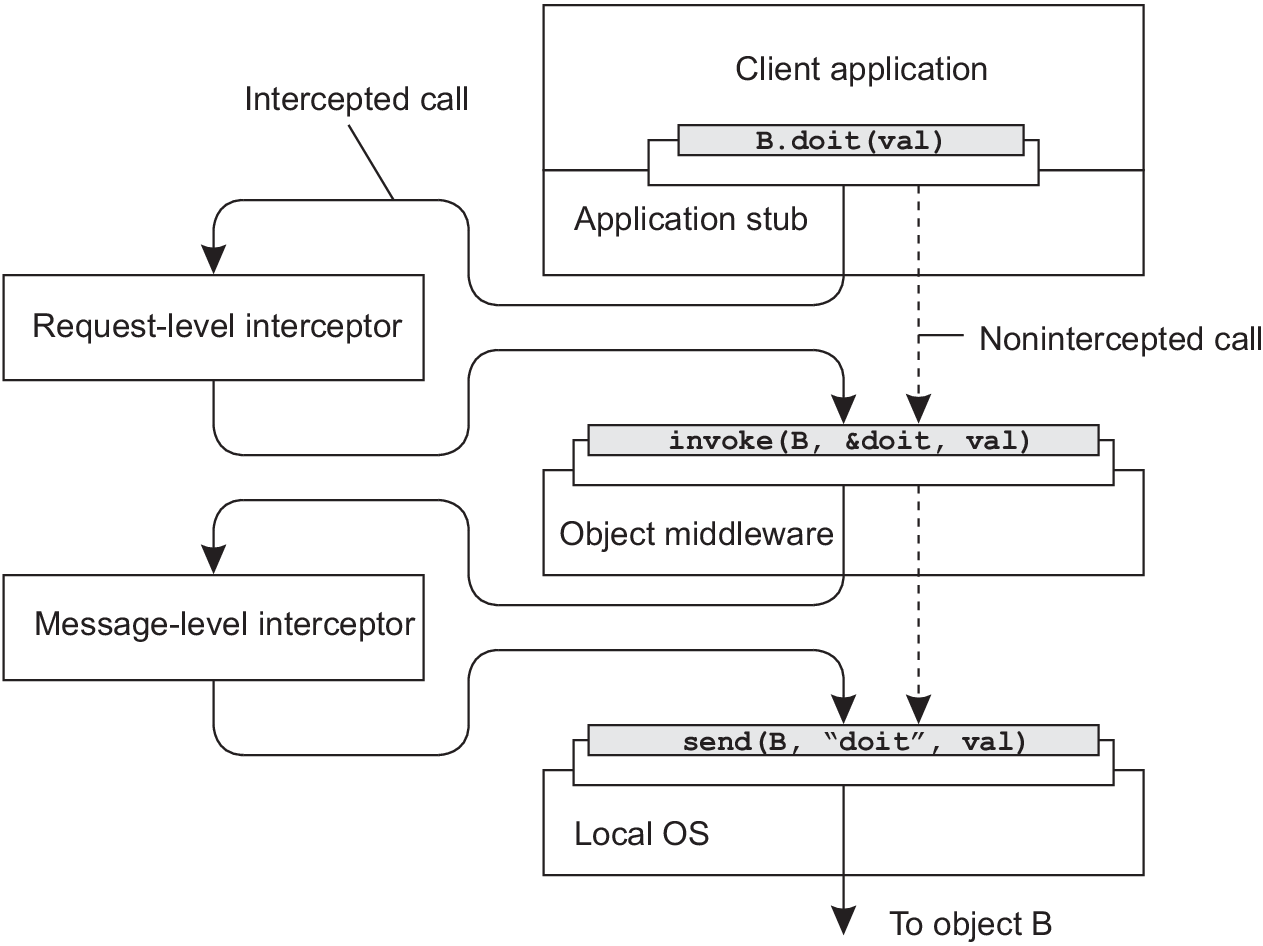 Client application
Intercepted call
B.doit(val)
Application stub
Request-level interceptor
Nonintercepted call
invoke(B, &doit, val)
Object middleware
Message-level interceptor
send(B, “doit”, val)
Local OS
To object B